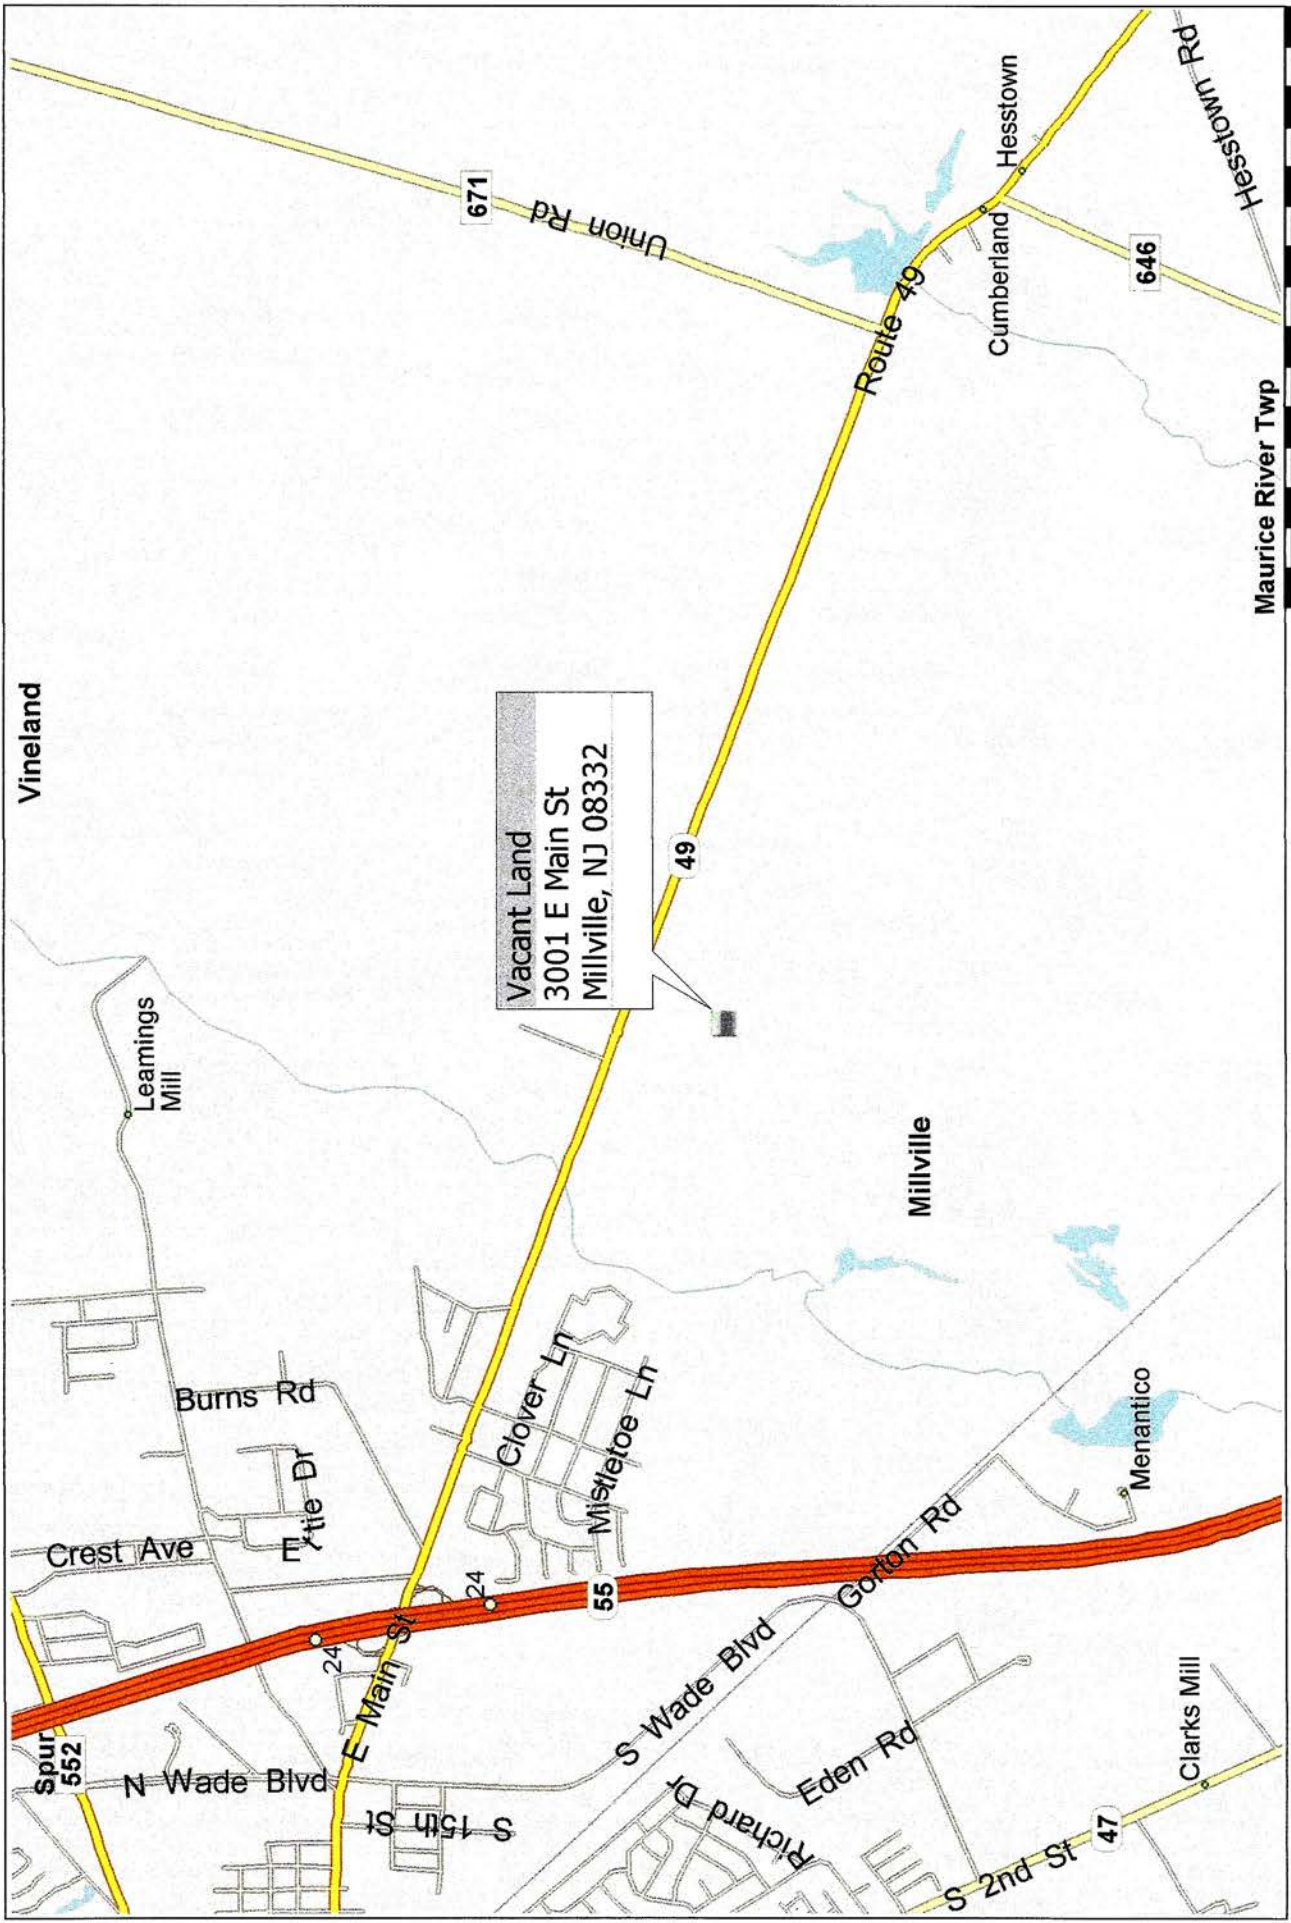 Vineland
671
Union Rd
Hesstown
Hesstown Rd
Route 49
Cumberland
646
Maurice River Twp
Vacant Land
3001 E Main St
Millville, NJ 08332
49
Leamings
Mill
Millville
Burns Rd
Clover Ln
Mistletoe Ln
Menantico
Crest Ave
24
24
55
Gorton Rd
E Main St
S Wade Blvd
Spur
552
N Wade Blvd
S 15th St
Eden Rd
Richard Dr
Clarks Mill
47
S 2nd St